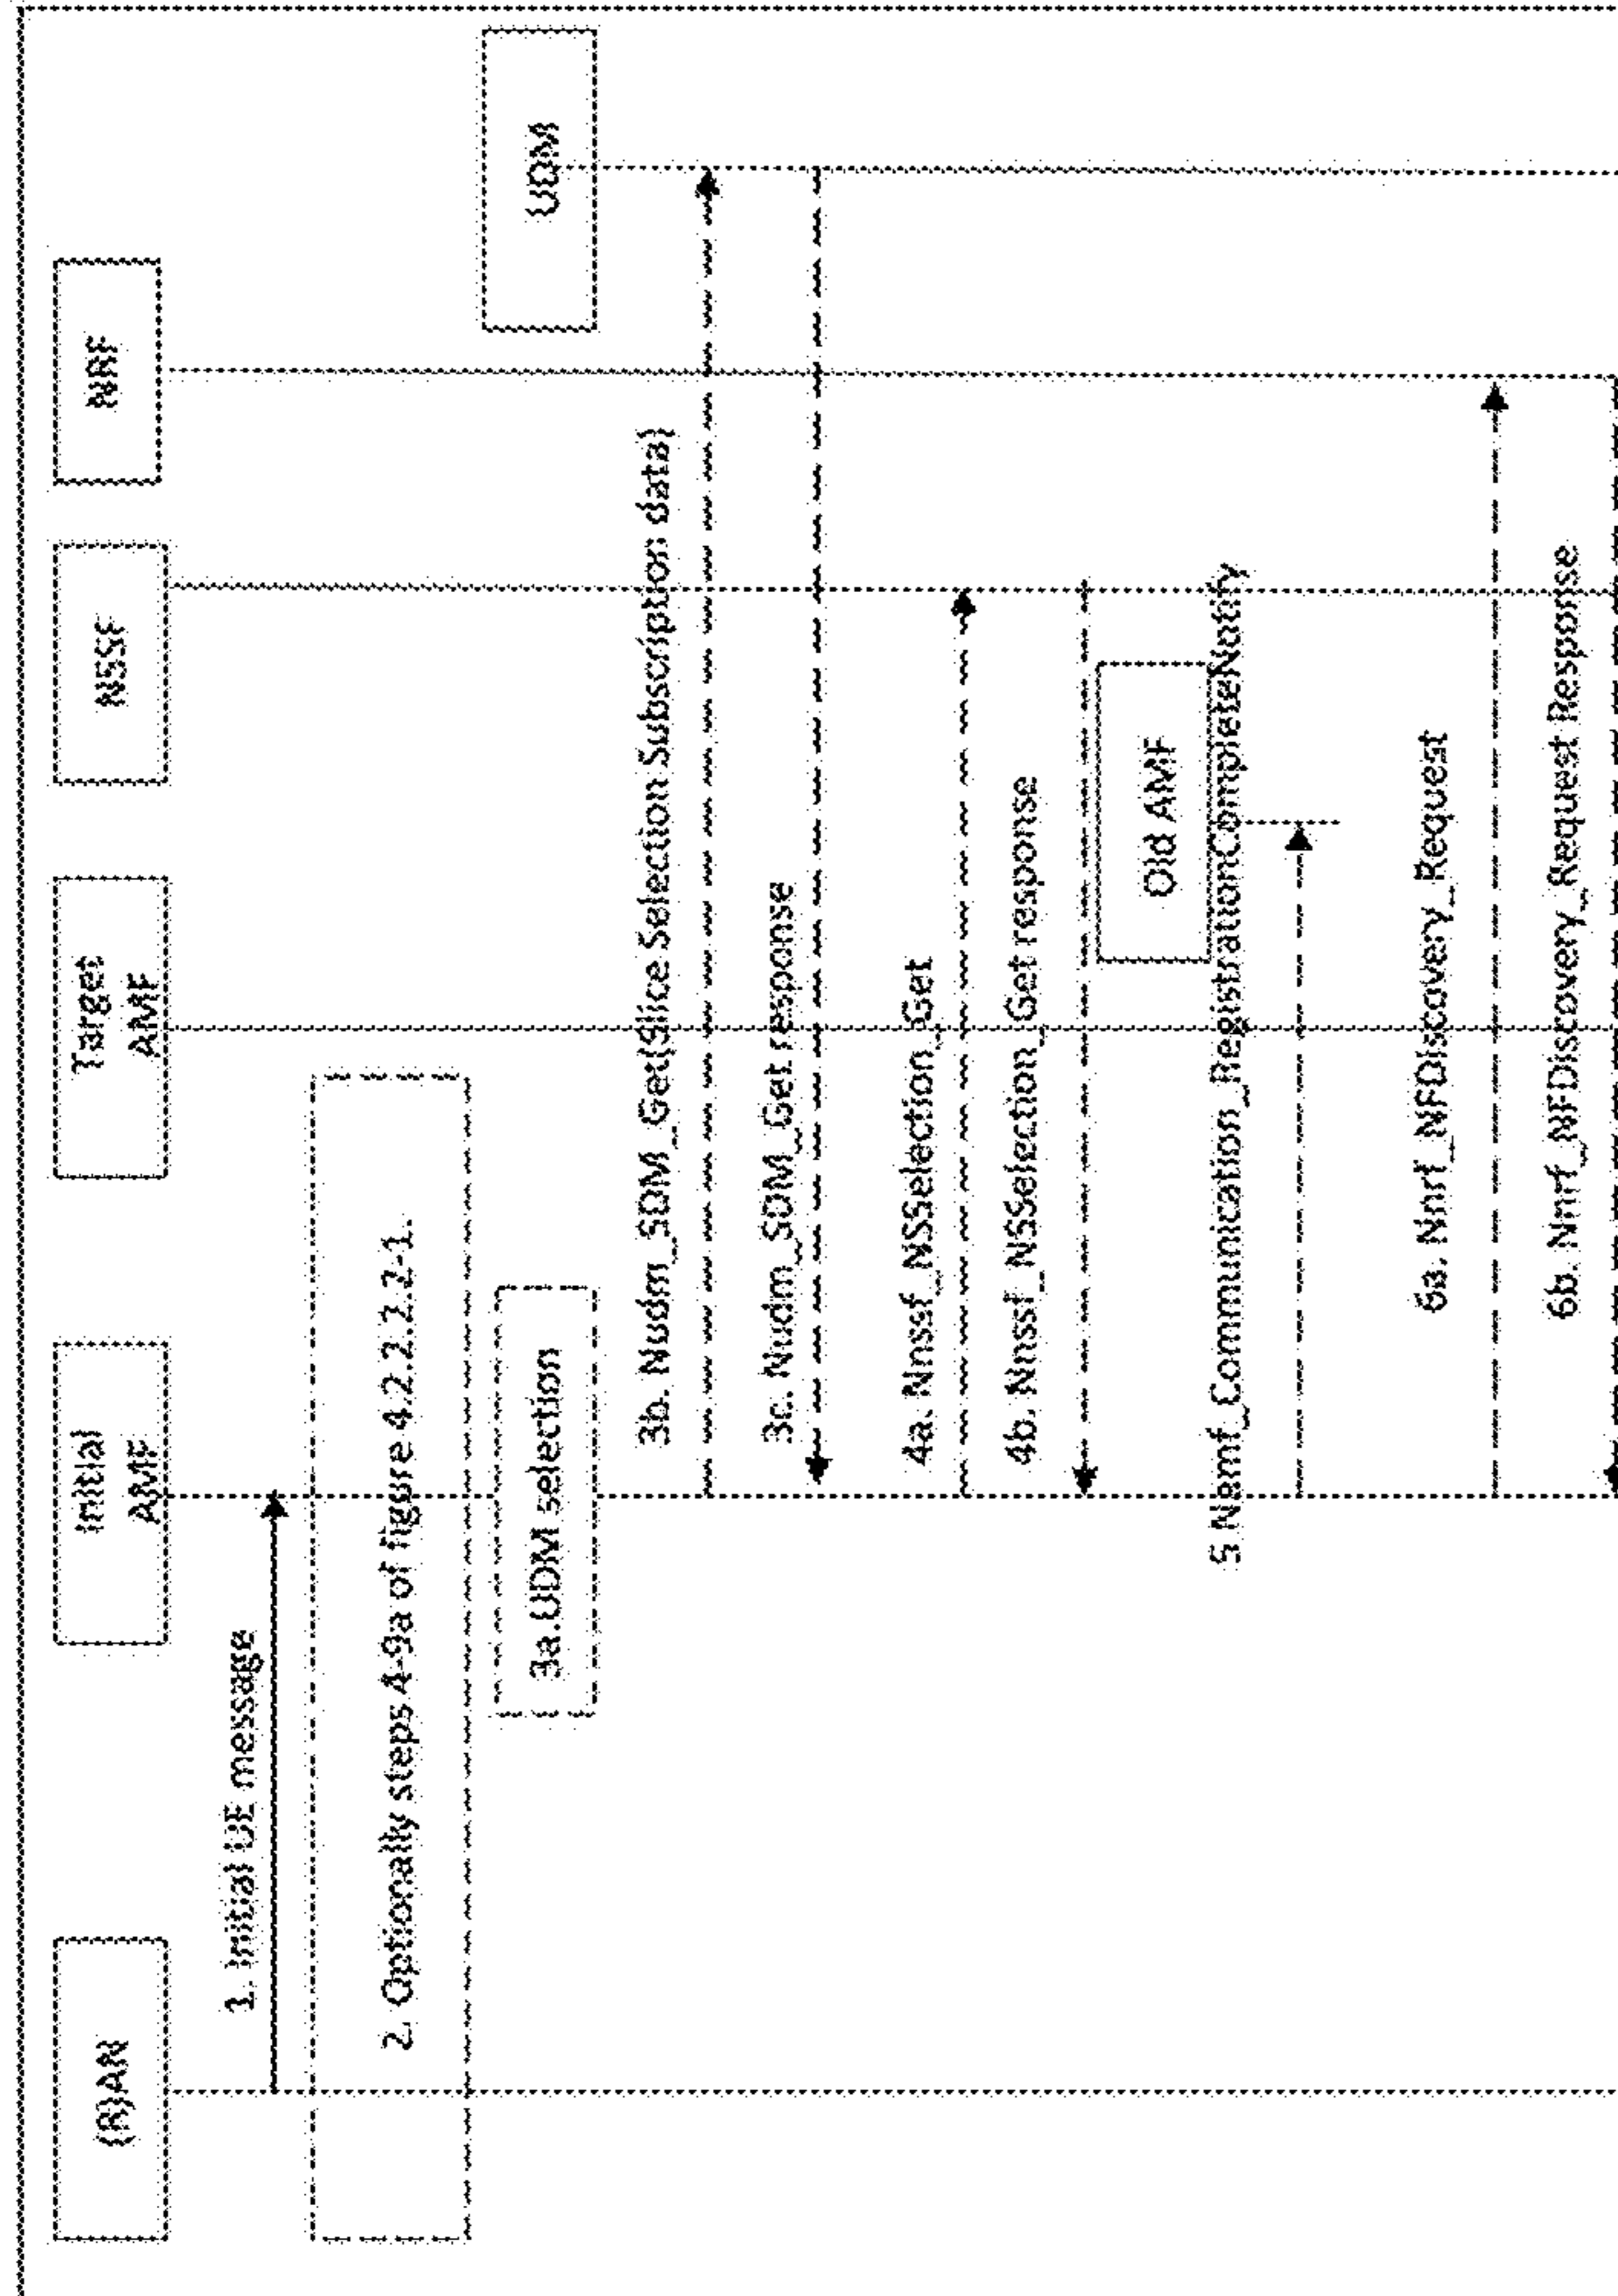 (R)AN
Initial
AMF
Target
AMF
NSSF
NRF
UDM
1. Initial UE message
2. Optionally steps 4-9a of figure 4.2.2.2.2-1.
3a.UDM selection
3b. Nudm_SDM_Get(Slice Selection Subscription data)
3c. Nudm_SDM_Get response
4a. Nnssf_NSSelection_Get
4b. Nnssf_NSSelection_Get response
Old AMF
5. Namf_Communication_RegistrationCompleteNotify
6a. Nnrf_NFDiscovery_Request
6b. Nnrf_NFDiscovery_Request Response